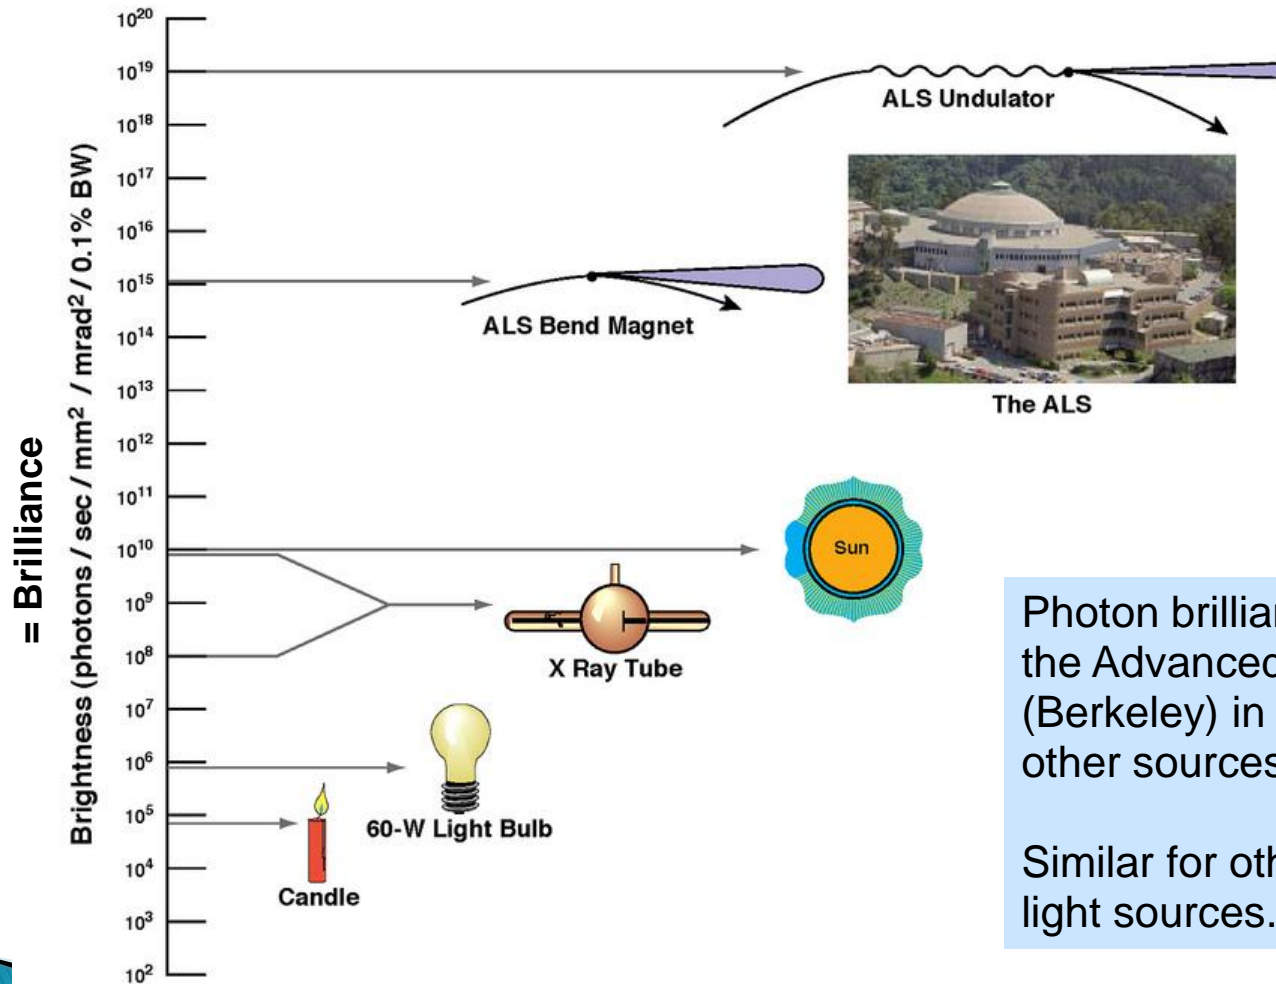 = Brilliance
Brightness (photons / sec / mm² / mrad² / 0.1% BW)
10²⁰
10¹⁹
10¹⁸
10¹⁷
10¹⁶
10¹⁵
10¹⁴
10¹³
10¹²
10¹¹
10¹⁰
10⁹
10⁸
10⁷
10⁶
10⁵
10⁴
10³
10²
ALS Undulator
ALS Bend Magnet
The ALS
Sun
X Ray Tube
60-W Light Bulb
Candle
Photon brillian
the Advanced
(Berkeley) in
other sources
Similar for oth
light sources.